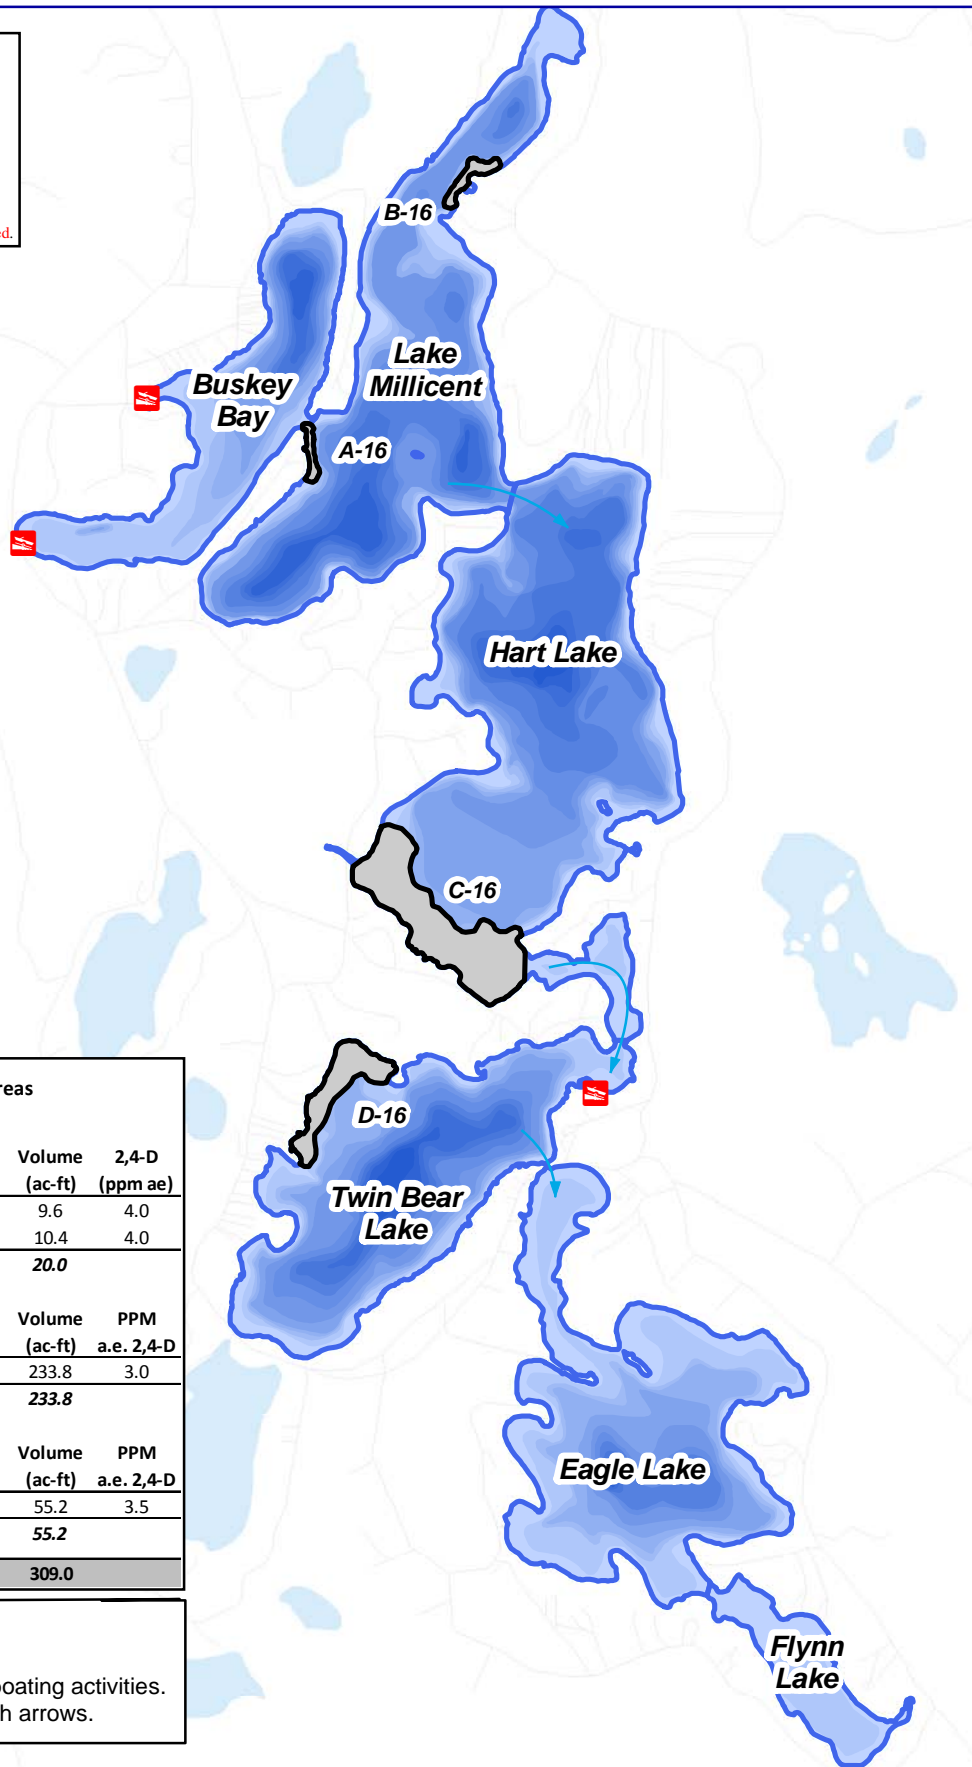 ed.
B-16
Lake
Millicent
Buskey
Bay
A-16
Hart Lake
C-16
D-16
Twin Bear
Lake
Eagle Lake
Flynn
Lake
reas
Volume 2,4-D
(ac-ft) (ppm ae)
9.6 4.0
10.4 4.0
20.0
Volume PPM
(ac-ft) a.e. 2,4-D
233.8 3.0
233.8
Volume PPM
(ac-ft) a.e. 2,4-D
55.2 3.5
55.2
309.0
boating activities.
h arrows.